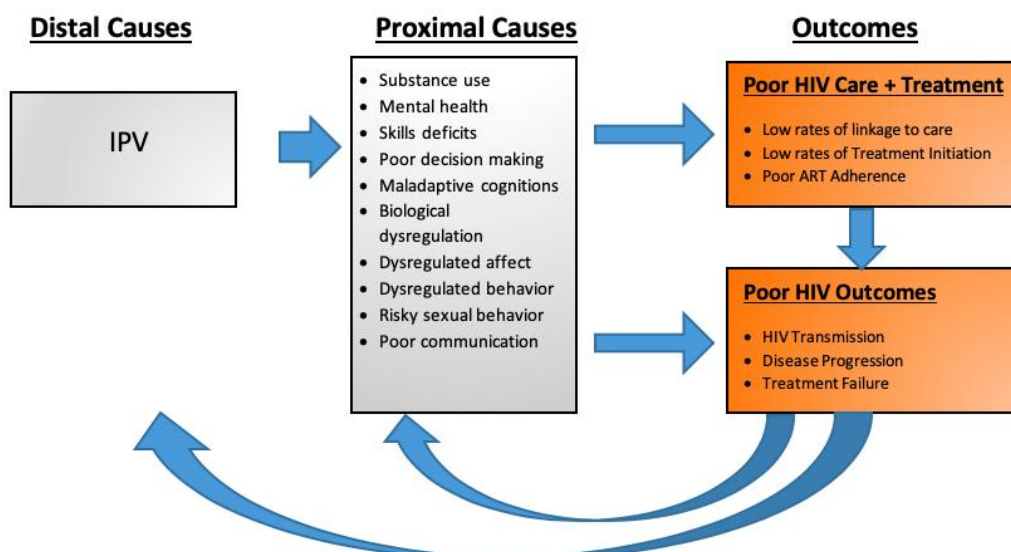 Distal Causes
Proximal Causes
Outcomes
IPV
• Substance use
• Mental health
• Skills deficits
• Poor decision making
• Maladaptive cognitions
• Biological
dysregulation
• Dysregulated affect
• Dysregulated behavior
• Risky sexual behavior
• Poor communication
Poor HIV Care + Treatment
• Low rates of linkage to care
• Low rates of Treatment Initiation
• Poor ART Adherence
Poor HIV Outcomes
• HIV Transmission
• Disease Progression
• Treatment Failure